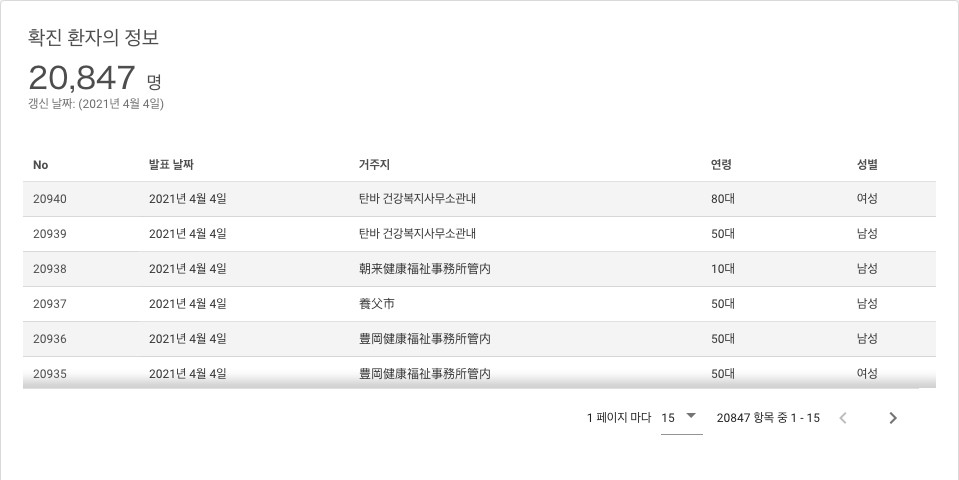 확진 환자의 정보
20,847 명
갱신 날짜: (2021년 4월 4일)
No 발표 날짜 거주지 연령 성별
20940 2021년 4월 4일 탄바 건강복지사무소관내 80대 여성
20939 2021년 4월 4일 탄바 건강복지사무소관내 50대 남성
20938 2021년 4월 4일 朝来健康福祉事務所管内 10대 남성
20937 2021년 4월 4일 養父市 50대 남성
20936 2021년 4월 4일 豊岡健康福祉事務所管内 50대 남성
20935 2021년 4월 4일 豊岡健康福祉事務所管内 50대 여성
1 페이지 마다 15 20847 항목 중 1 - 15